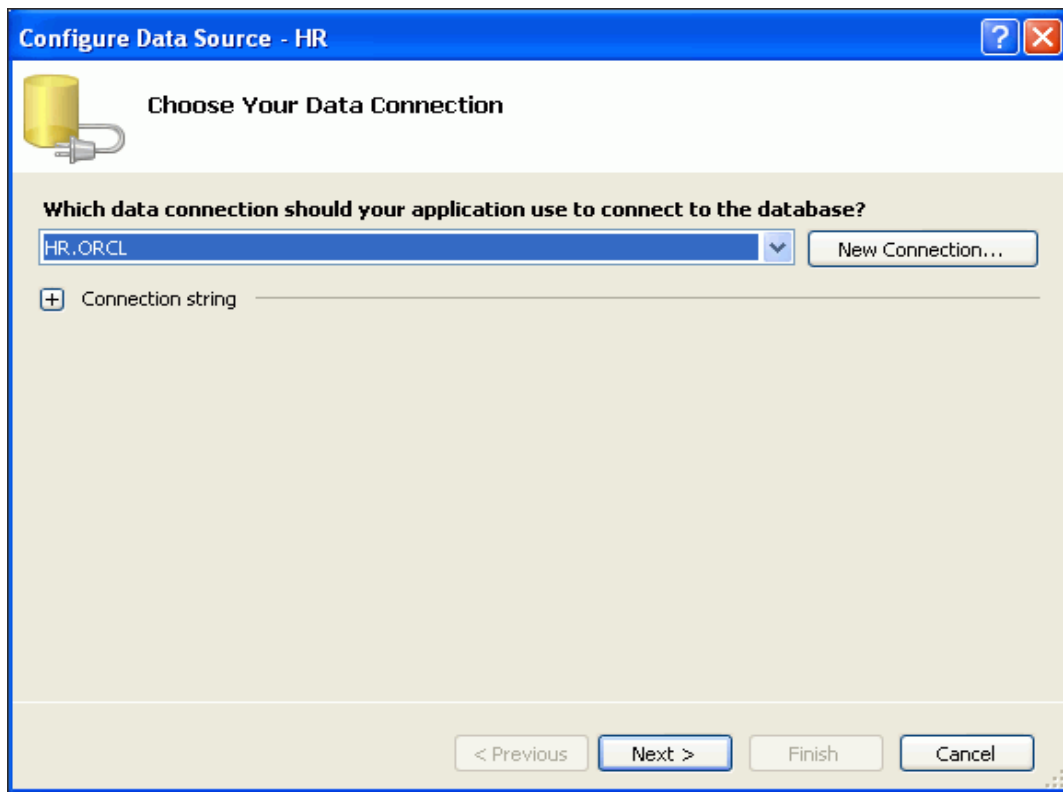 Configure Data Source - HR
Choose Your Data Connection
Which data connection should your application use to connect to the database?
HR.ORCL
New Connection...
Connection string
< Previous
Next >
Finish
Cancel